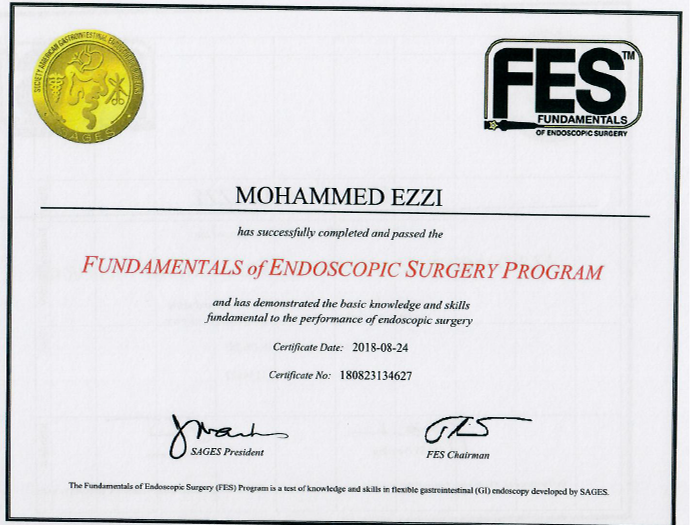 SOCIETY AMERICAN GASTROINTESTINAL
SAGES
FES™
FUNDAMENTALS
OF ENDOSCOPIC SURGERY
MOHAMMED EZZI
has successfully completed and passed the
FUNDAMENTALS of ENDOSCOPIC SURGERY PROGRAM
and has demonstrated the basic knowledge and skills
fundamental to the performance of endoscopic surgery
Certificate Date: 2018-08-24
Certificate No: 180823134627
SAGES President
FES Chairman
The Fundamentals of Endoscopic Surgery (FES) Program is a test of knowledge and skills in flexible gastrointestinal (GI) endoscopy developed by SAGES.